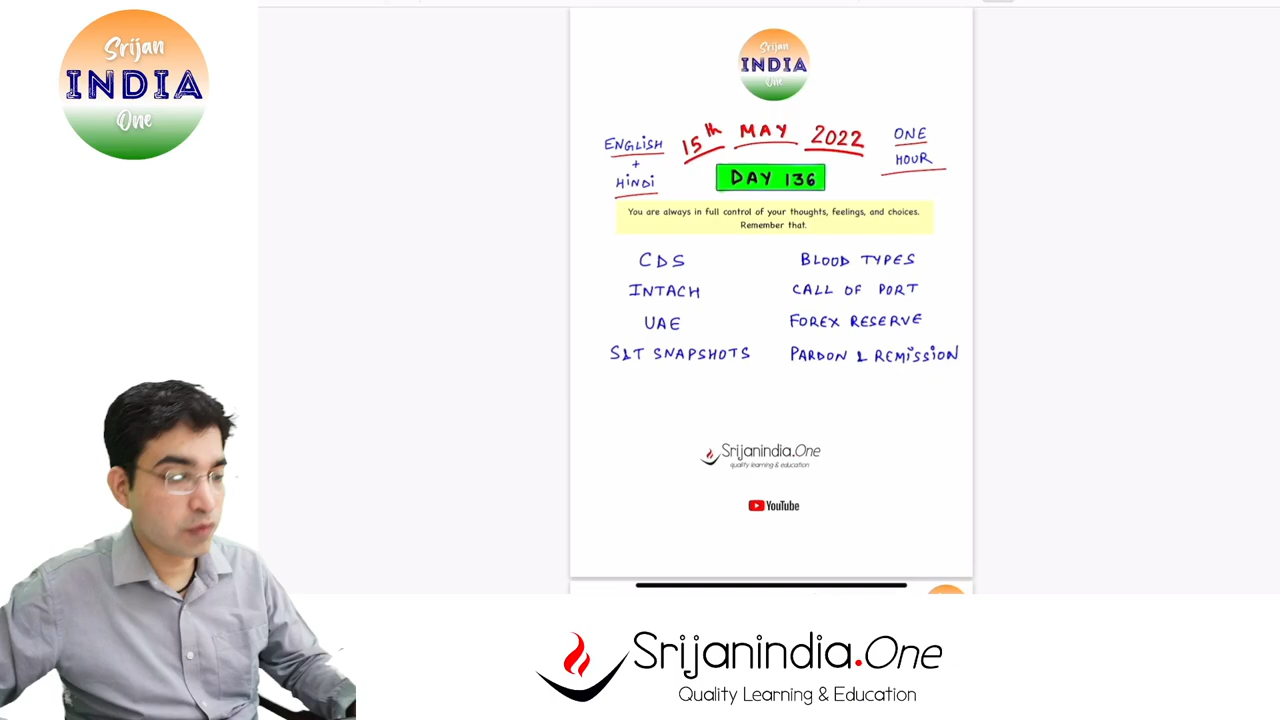 Srijan
INDIA
One
Srijan
INDIA
One
ENGLISH
+
HINDI
15th MAY 2022
ONE
HOUR
DAY 136
You are always in full control of your thoughts, feelings, and choices.
Remember that.
CDS
BLOOD TYPES
INTACH
CALL OF PORT
UAE
FOREX RESERVE
S&T SNAPSHOTS
PARDON & REMISSION
Srijanindia.One
quality learning & education
YouTube
Srijanindia.One
Quality Learning & Education